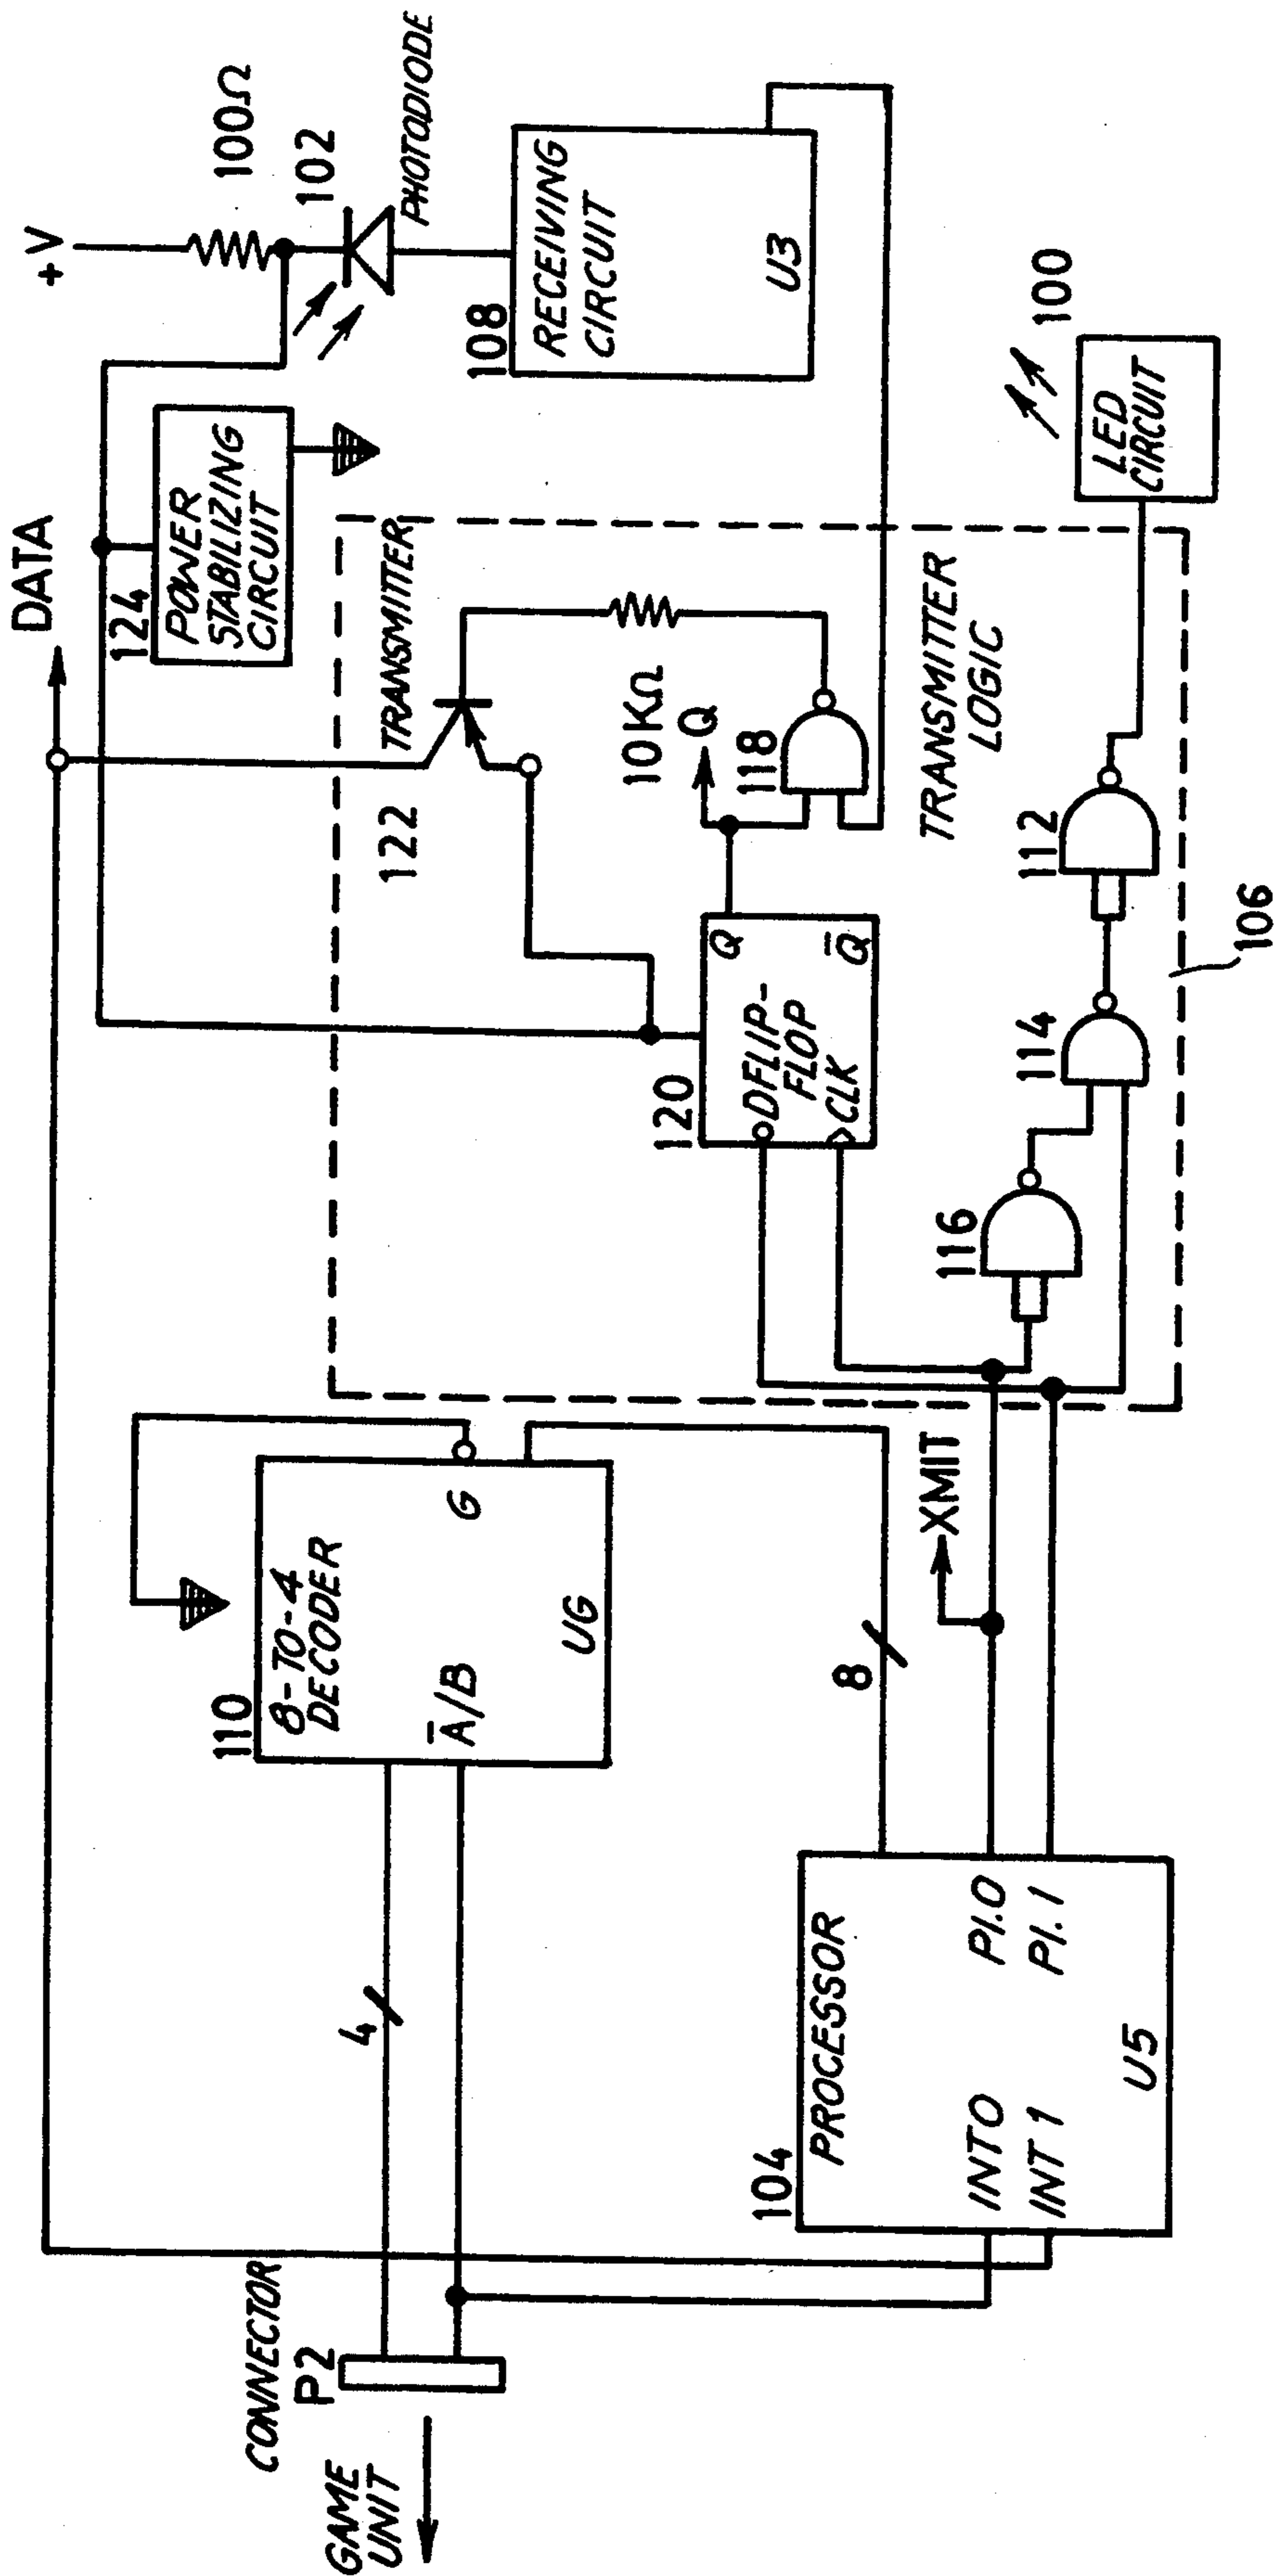 GAME
UNIT
CONNECTOR
P2
4
110
8-TO-4
DECODER
A̅/B
G
UG
104
PROCESSOR
INT0
INT 1
P1.0
P1. 1
U5
8
XMIT
DATA
124
POWER
STABILIZING
CIRCUIT
+V
100Ω
102
PHOTODIODE
108
RECEIVING
CIRCUIT
U3
TRANSMITTER
122
10KΩ
Q
118
120
DFLIP-
FLOP
CLK
Q
Q̅
TRANSMITTER
LOGIC
116
114
112
106
100
LED
CIRCUIT